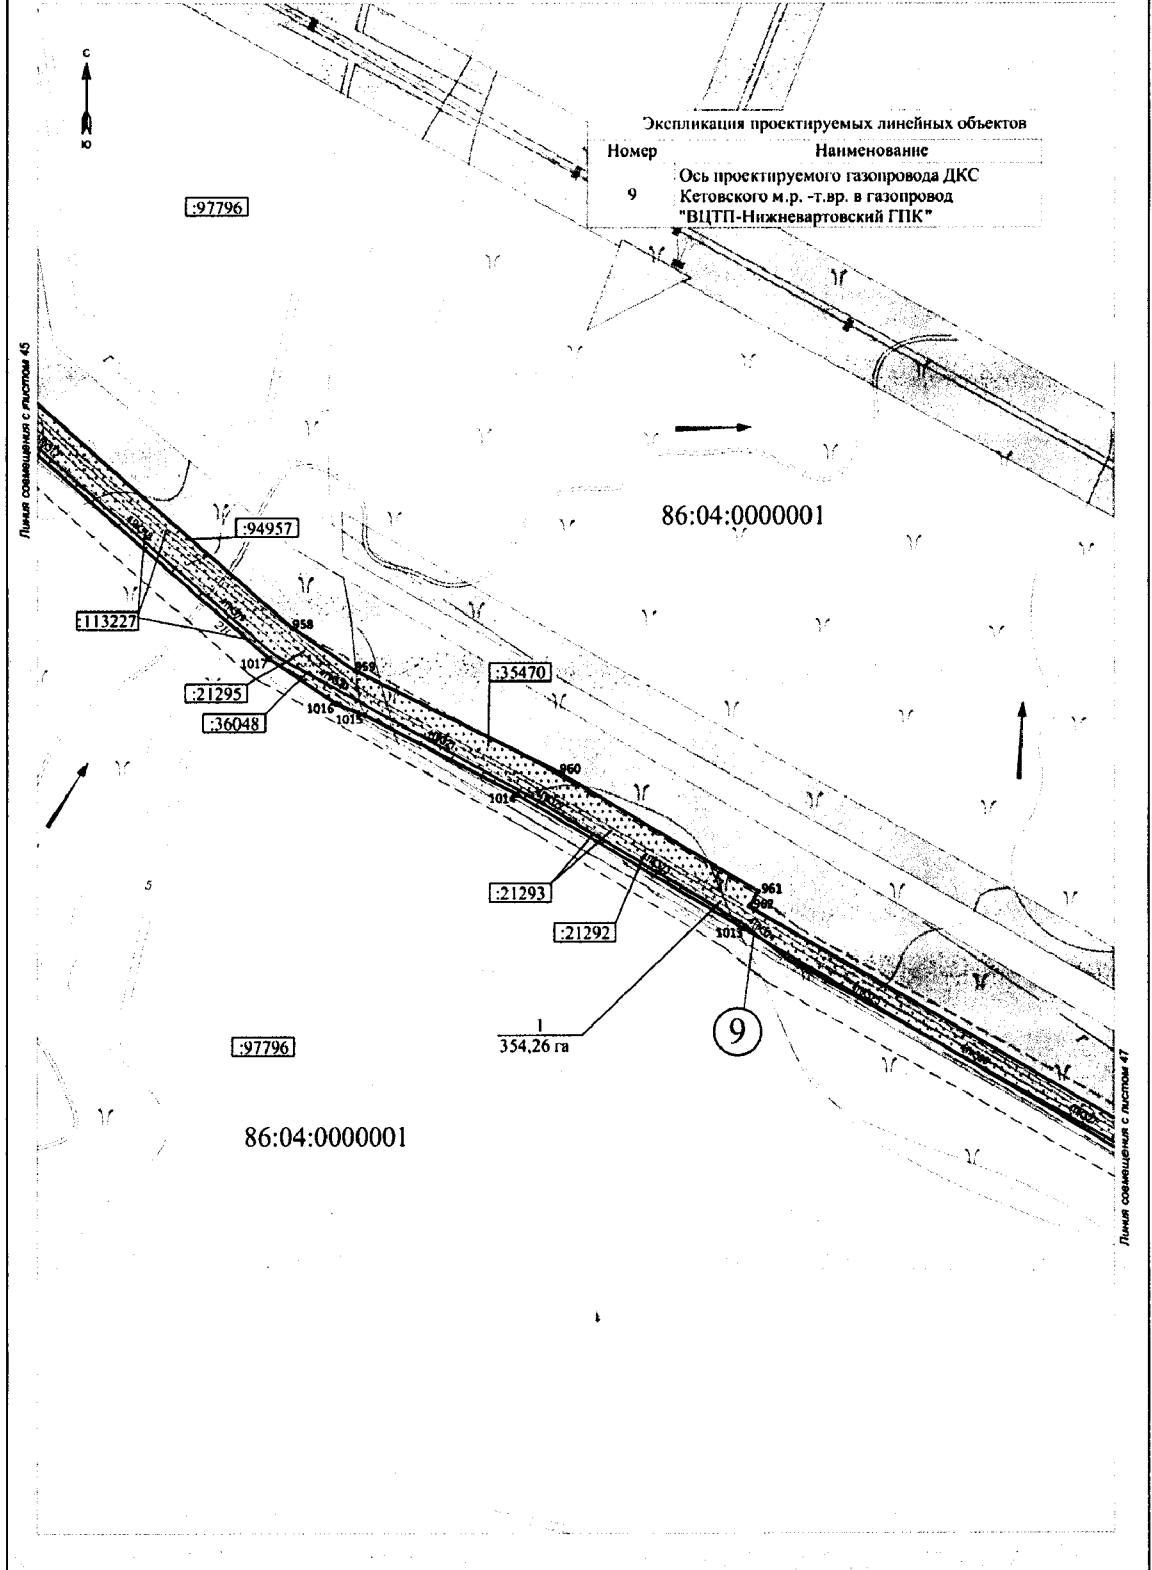 С
Ю
Экспликация проектируемых линейных объектов
Номер Наименование
9 Ось проектируемого газопровода ДКС
Кетовского м.р. -т.вр. в газопровод
"ВЦТП-Нижневартовский ГПК"
:97796
Линия совмещения с листом 45
86:04:0000001
:94957
:113227
958
1017
959
:21295
:35470
1016
1015
:36048
960
1014
5
961
:21293
962
:21292
1013
1
354,26 га
9
:97796
Линия совмещения с листом 47
86:04:0000001